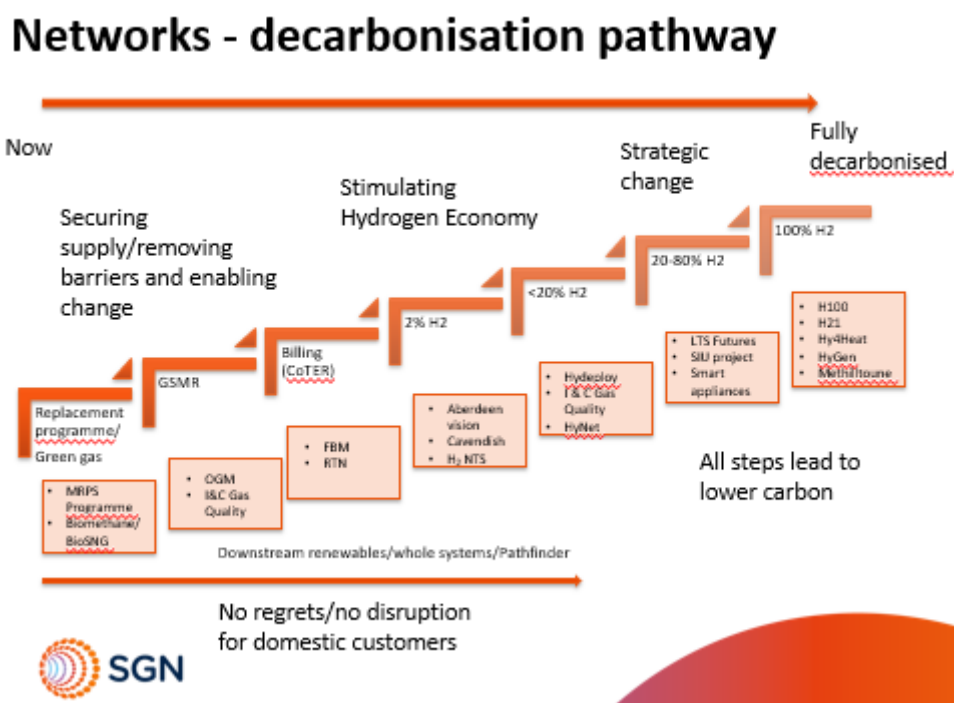 Networks - decarbonisation pathway
Now
Fully
decarbonised
Strategic
change
Stimulating
Hydrogen Economy
Securing
supply/removing
barriers and enabling
change
100% H2
20-80% H2
<20% H2
2% H2
Billing
(CoTER)
GSMR
Replacement
programme/
Green gas
• H100
• H21
• Hy4Heat
• HyGen
• Methilltoune
• LTS Futures
• SIU project
• Smart
appliances
• Hydeploy
• I & C Gas
Quality
• HyNet
• Aberdeen
vision
• Cavendish
• H₂ NTS
• FBM
• RTN
• OGM
• I&C Gas
Quality
• MRPS
Programme
• Biomethane/
BioSNG
All steps lead to
lower carbon
Downstream renewables/whole systems/Pathfinder
No regrets/no disruption
for domestic customers
SGN